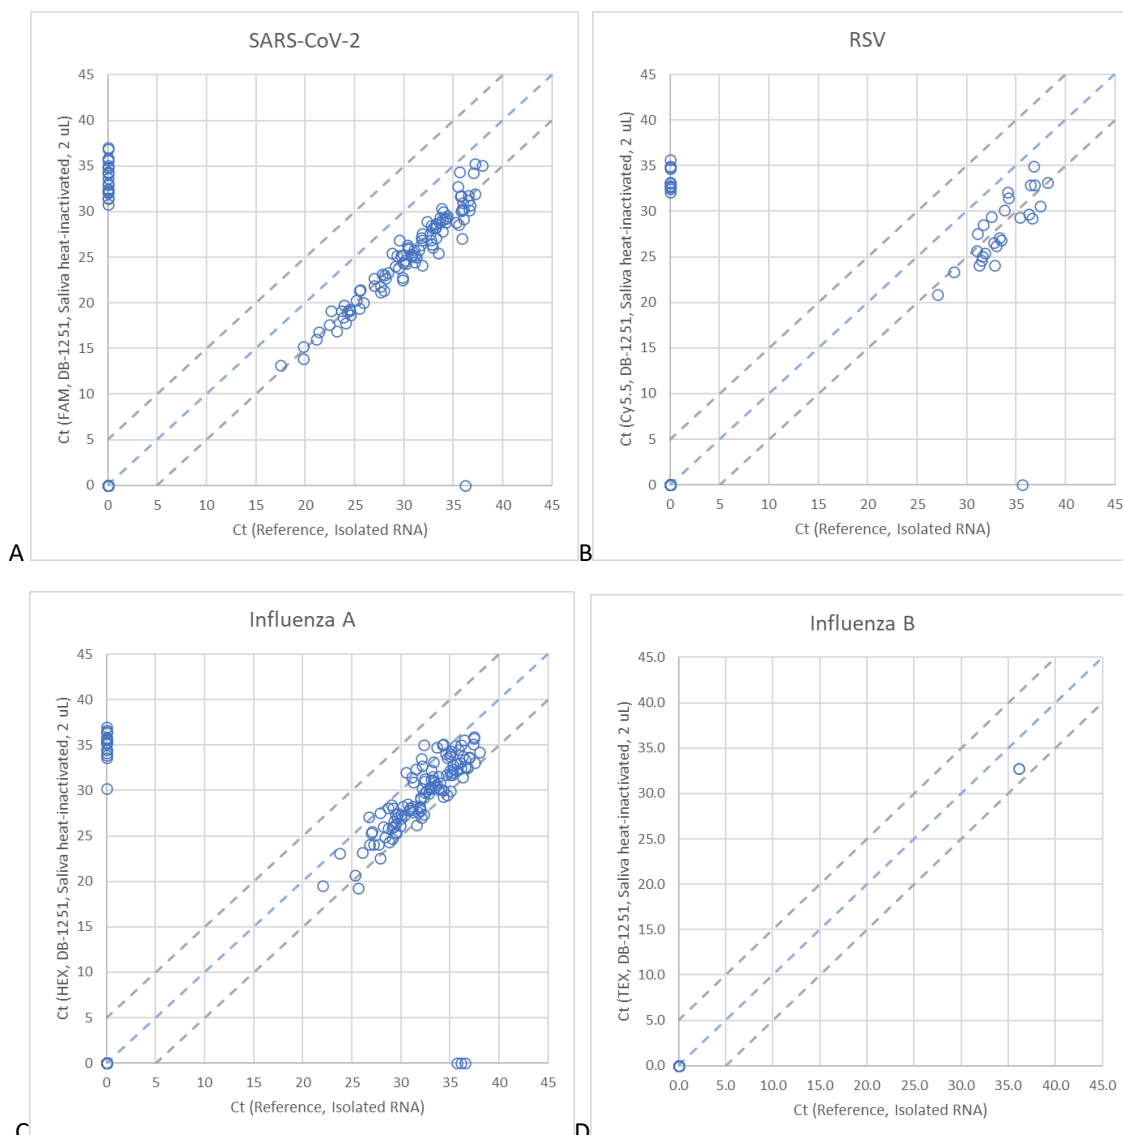 SARS-CoV-2
Ct (FAM, DB-1251, Saliva heat-inactivated, 2 uL)
45
40
35
30
25
20
15
10
5
0
0 5 10 15 20 25 30 35 40 45
Ct (Reference, Isolated RNA)
A
RSV
Ct (Cy5.5, DB-1251, Saliva heat-inactivated, 2 uL)
45
40
35
30
25
20
15
10
5
0
0 5 10 15 20 25 30 35 40 45
Ct (Reference, Isolated RNA)
B
Influenza A
Ct (HEX, DB-1251, Saliva heat-inactivated, 2 uL)
45
40
35
30
25
20
15
10
5
0
0 5 10 15 20 25 30 35 40 45
Ct (Reference, Isolated RNA)
C
Influenza B
Ct (TEX, DB-1251, Saliva heat-inactivated, 2 uL)
45.0
40.0
35.0
30.0
25.0
20.0
15.0
10.0
5.0
0.0
0.0 5.0 10.0 15.0 20.0 25.0 30.0 35.0 40.0 45.0
Ct (Reference, Isolated RNA)
D